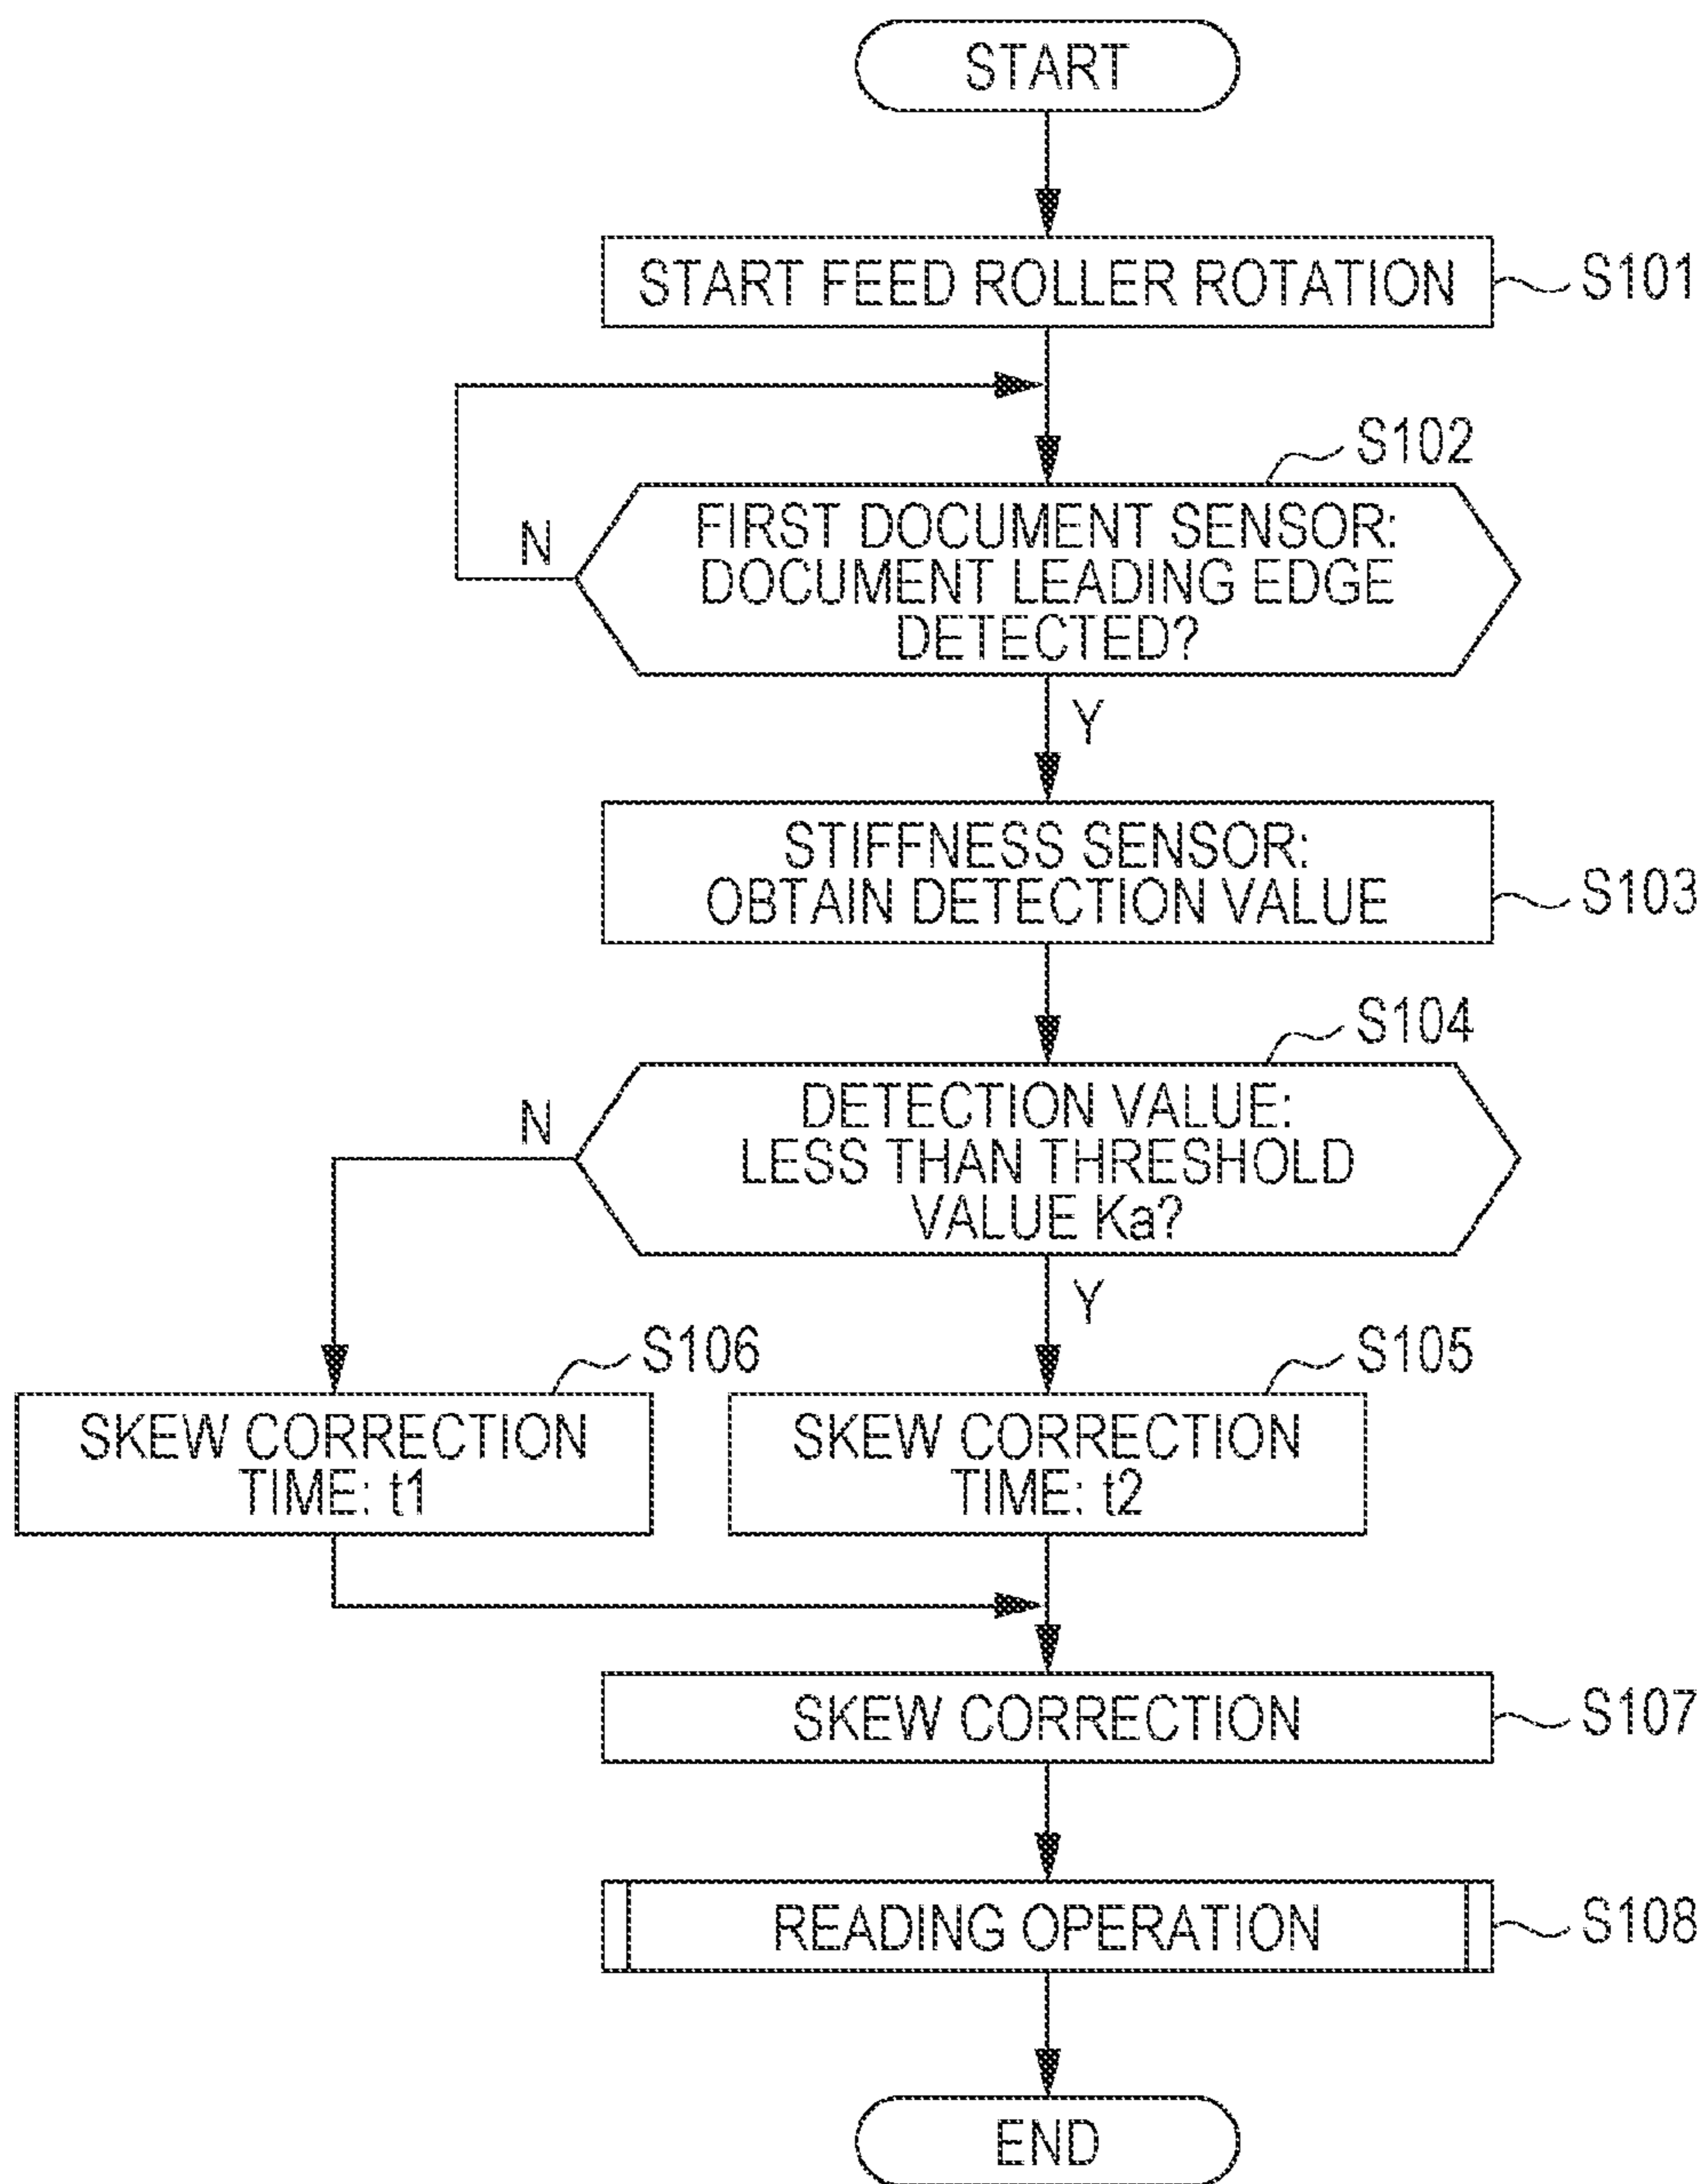 START
START FEED ROLLER ROTATION
S101
S102
FIRST DOCUMENT SENSOR:
DOCUMENT LEADING EDGE
DETECTED?
N
Y
STIFFNESS SENSOR:
OBTAIN DETECTION VALUE
S103
S104
DETECTION VALUE:
LESS THAN THRESHOLD
VALUE Ka?
N
Y
S106
S105
SKEW CORRECTION
TIME: t1
SKEW CORRECTION
TIME: t2
SKEW CORRECTION
S107
READING OPERATION
S108
END